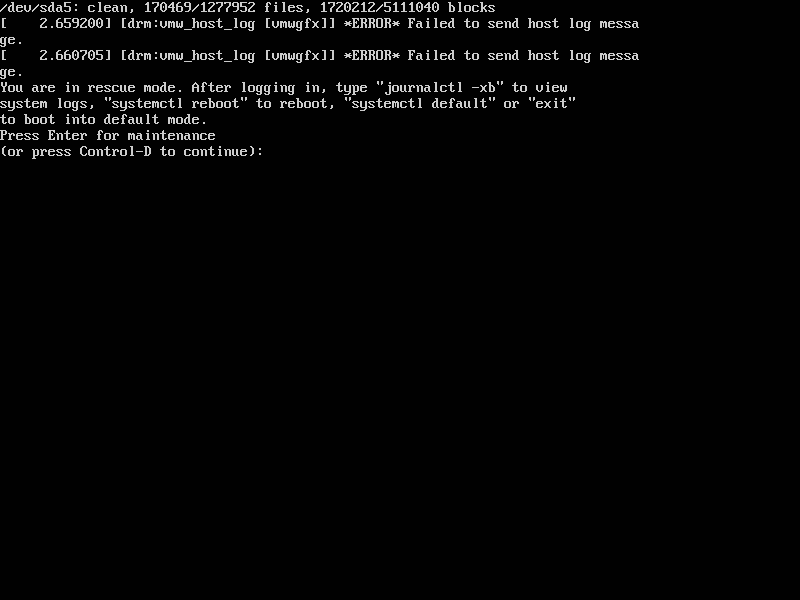 /dev/sda5: clean, 170469/1277952 files, 1720212/5111040 blocks
[    2.659200] [drm:vmw_host_log [vmwgfx]] *ERROR* Failed to send host log messa
ge.
[    2.660705] [drm:vmw_host_log [vmwgfx]] *ERROR* Failed to send host log messa
ge.
You are in rescue mode. After logging in, type "journalctl -xb" to view
system logs, "systemctl reboot" to reboot, "systemctl default" or "exit"
to boot into default mode.
Press Enter for maintenance
(or press Control-D to continue):